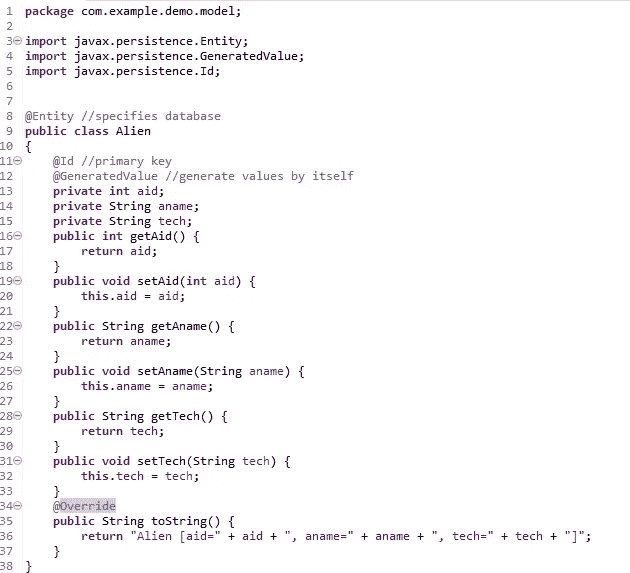 1 package com.example.demo.model;
2
3 import javax.persistence.Entity;
4 import javax.persistence.GeneratedValue;
5 import javax.persistence.Id;
6
7
8 @Entity //specifies database
9 public class Alien
10 {
11     @Id //primary key
12     @GeneratedValue //generate values by itself
13     private int aid;
14     private String aname;
15     private String tech;
16     public int getAid() {
17         return aid;
18     }
19     public void setAid(int aid) {
20         this.aid = aid;
21     }
22     public String getAname() {
23         return aname;
24     }
25     public void setAname(String aname) {
26         this.aname = aname;
27     }
28     public String getTech() {
29         return tech;
30     }
31     public void setTech(String tech) {
32         this.tech = tech;
33     }
34     @Override
35     public String toString() {
36         return "Alien [aid=" + aid + ", aname=" + aname + ", tech=" + tech + "]";
37     }
38 }